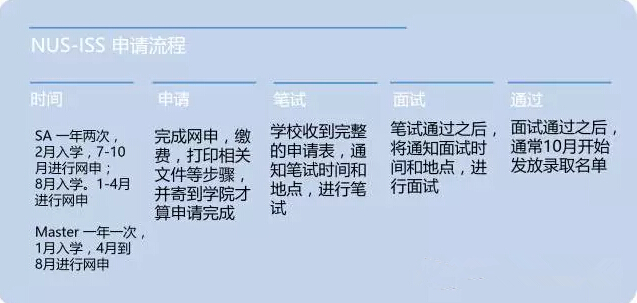 NUS-ISS 申请流程
时间
SA 一年两次，
2月入学，7-10
月进行网申；
8月入学。1-4月
进行网申
Master 一年一次，
1月入学，4月到
8月进行网申
申请
完成网申，缴
费，打印相关
文件等步骤，
并寄到学院才
算申请完成
笔试
学校收到完整
的申请表，通
知笔试时间和
地点，进行笔
试
面试
笔试通过之后，
将通知面试时
间和地点，进
行面试
通过
面试通过之后，
通常10月开始
发放录取名单